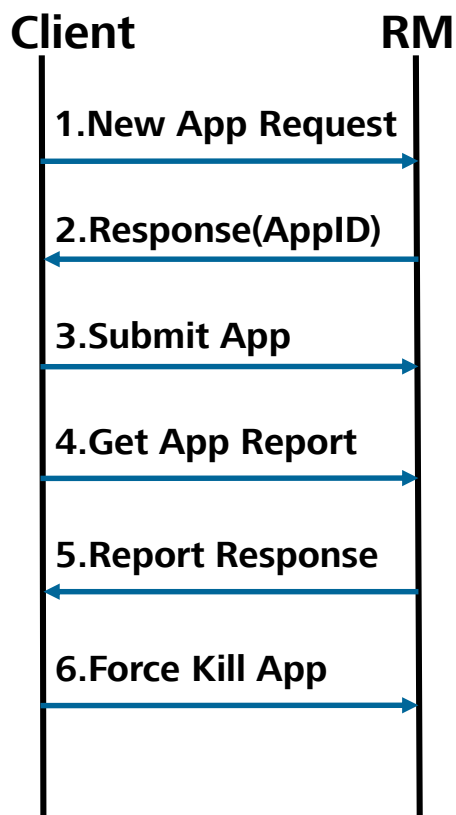 Client RM
1.New App Request
2.Response(AppID)
3.Submit App
4.Get App Report
5.Report Response
6.Force Kill App